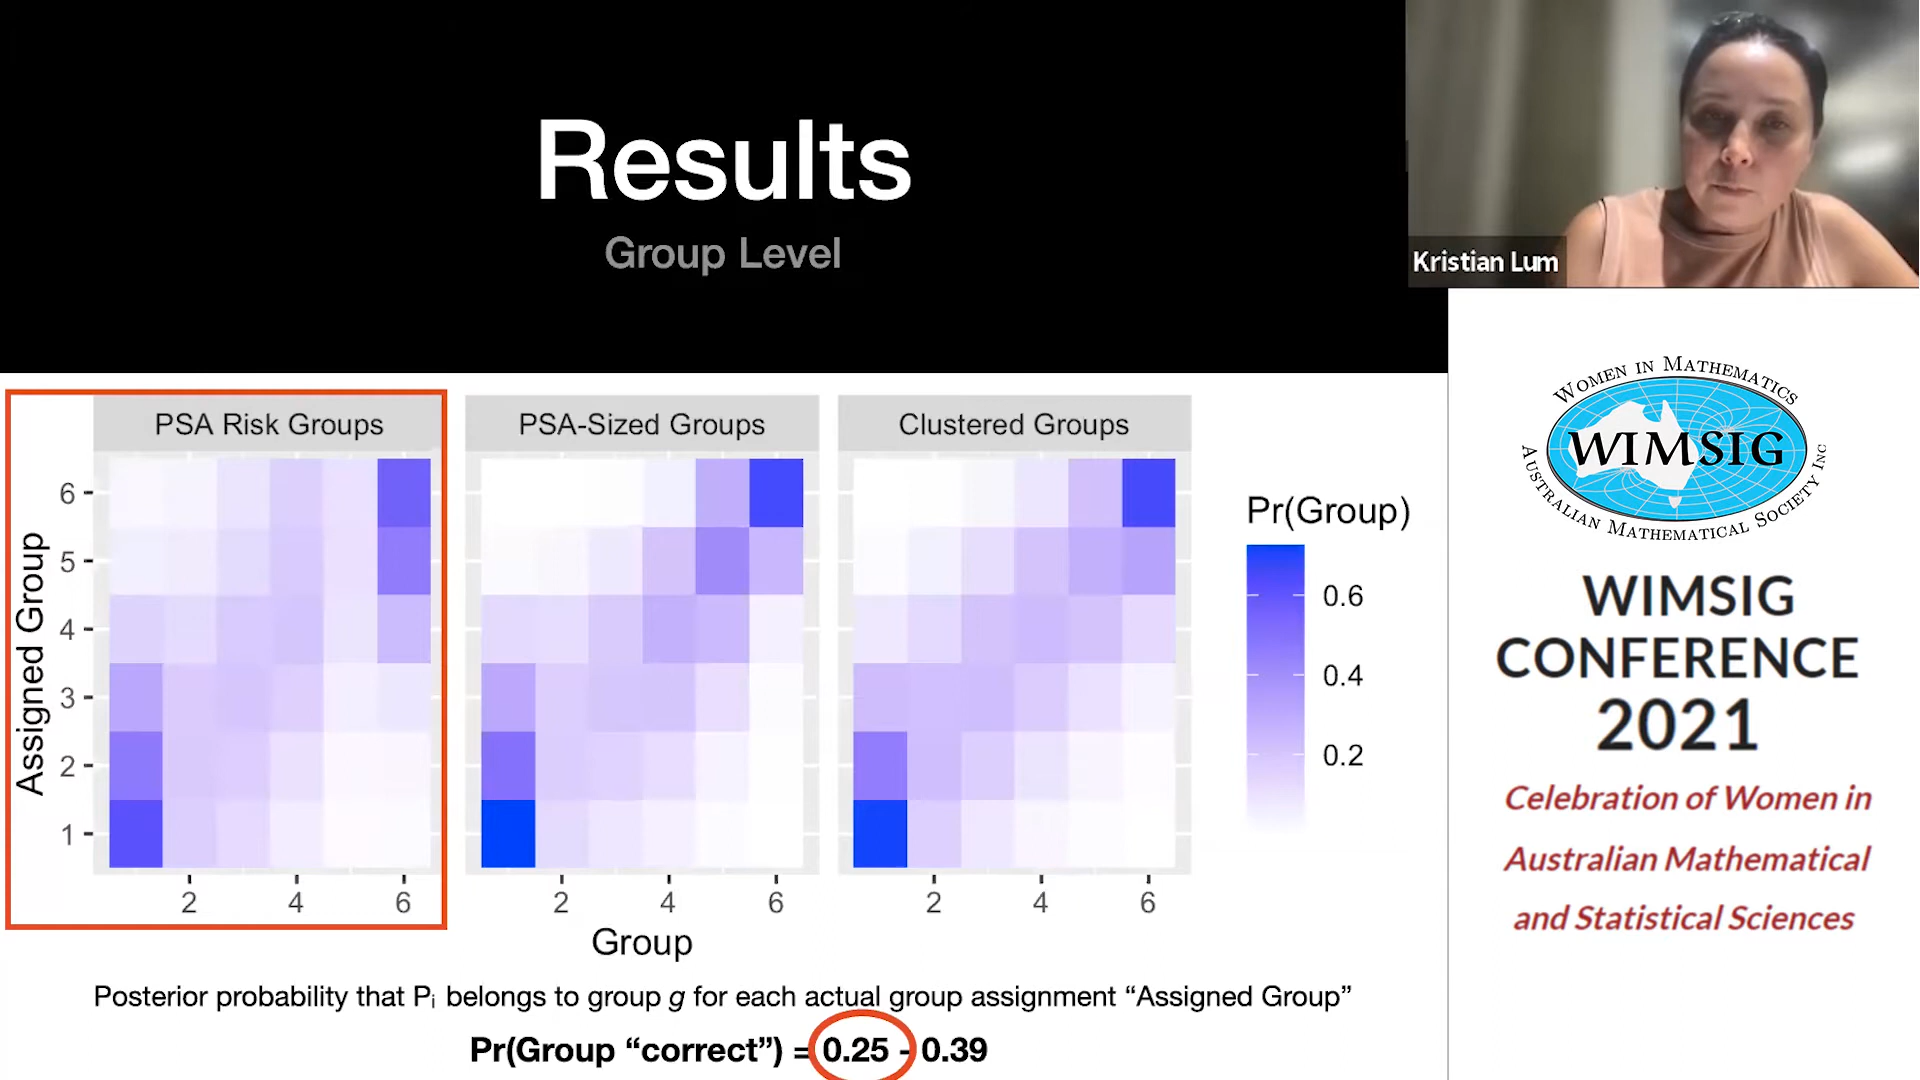 Results
Group Level
Kristian Lum
PSA Risk Groups
PSA-Sized Groups
Clustered Groups
Assigned Group
6
5
4
3
2
1
2 4 6
2 4 6
2 4 6
Group
Pr(Group)
0.6
0.4
0.2
Posterior probability that Pi belongs to group g for each actual group assignment “Assigned Group”
Pr(Group “correct”) = 0.25 - 0.39
WOMEN IN MATHEMATICS
WIMSIG
AUSTRALIAN MATHEMATICAL SOCIETY INC
WIMSIG
CONFERENCE
2021
Celebration of Women in
Australian Mathematical
and Statistical Sciences